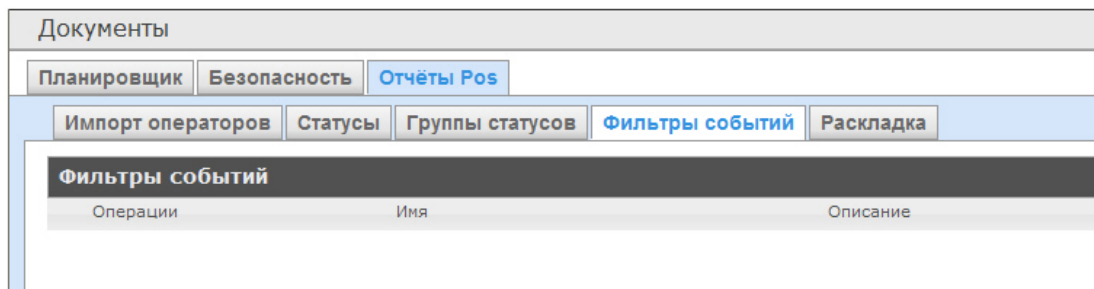 Документы
Планировщик Безопасность Отчёты Pos
Импорт операторов Статусы Группы статусов Фильтры событий Раскладка
Фильтры событий
Операции Имя Описание